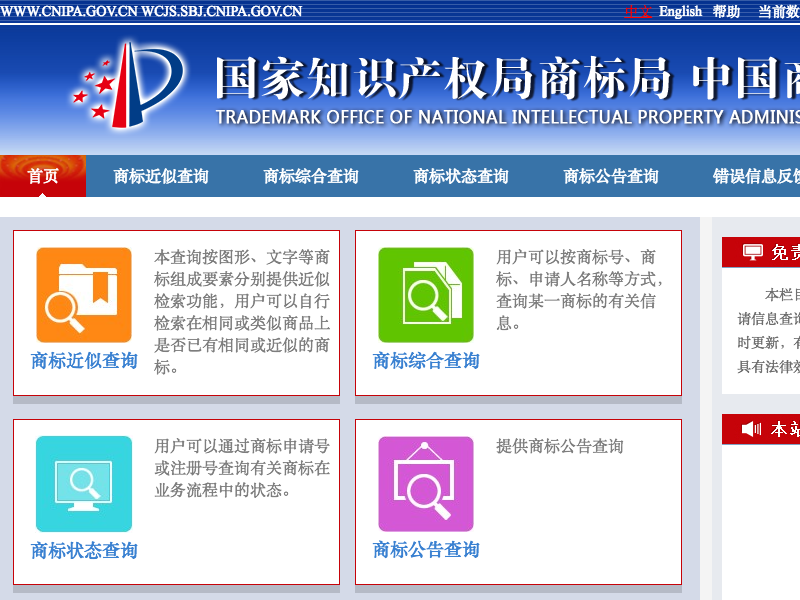 WWW.CNIPA.GOV.CN WCJS.SBJ.CNIPA.GOV.CN 中文 English 帮助 当前数
国家知识产权局商标局 中国商
TRADEMARK OFFICE OF NATIONAL INTELLECTUAL PROPERTY ADMINIS
首页 商标近似查询 商标综合查询 商标状态查询 商标公告查询 错误信息反馈
本查询按图形、文字等商
标组成要素分别提供近似
检索功能，用户可以自行
检索在相同或类似商品上
是否已有相同或近似的商
标。
商标近似查询
用户可以按商标号、商
标、申请人名称等方式，
查询某一商标的有关信
息。
商标综合查询
用户可以通过商标申请号
或注册号查询有关商标在
业务流程中的状态。
商标状态查询
提供商标公告查询
商标公告查询
免责
本栏目
请信息查询
时更新，有
具有法律效
本站